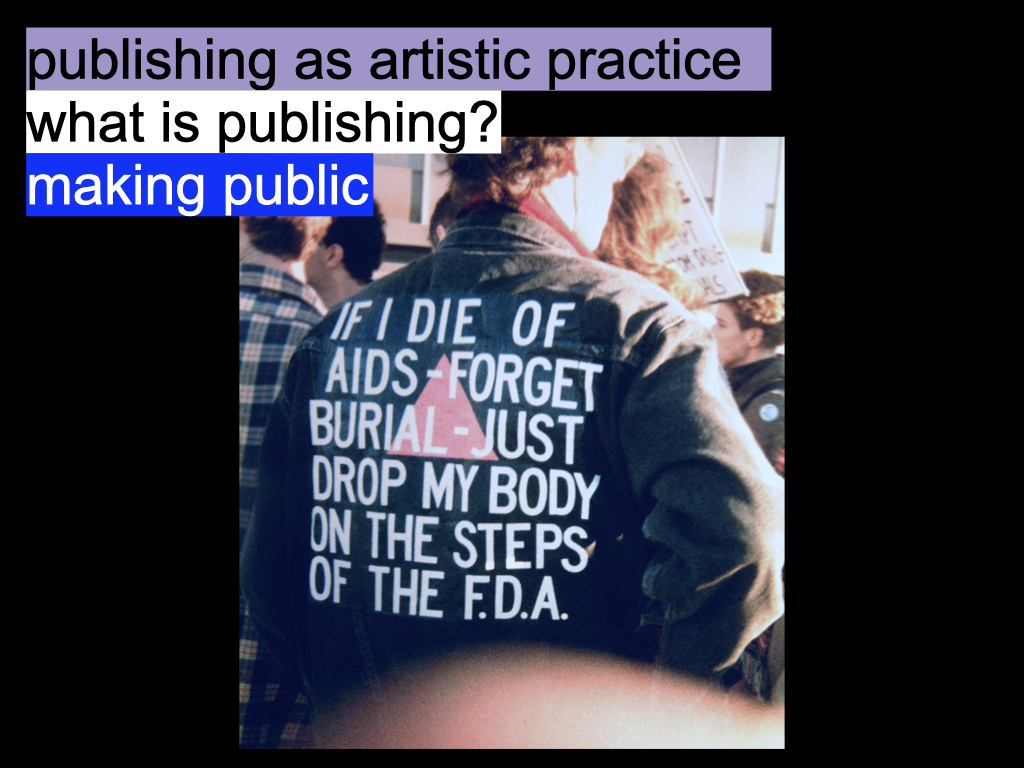 publishing as artistic practice
what is publishing?
making public
IF I DIE OF
AIDS - FORGET
BURIAL - JUST
DROP MY BODY
ON THE STEPS
OF THE F.D.A.